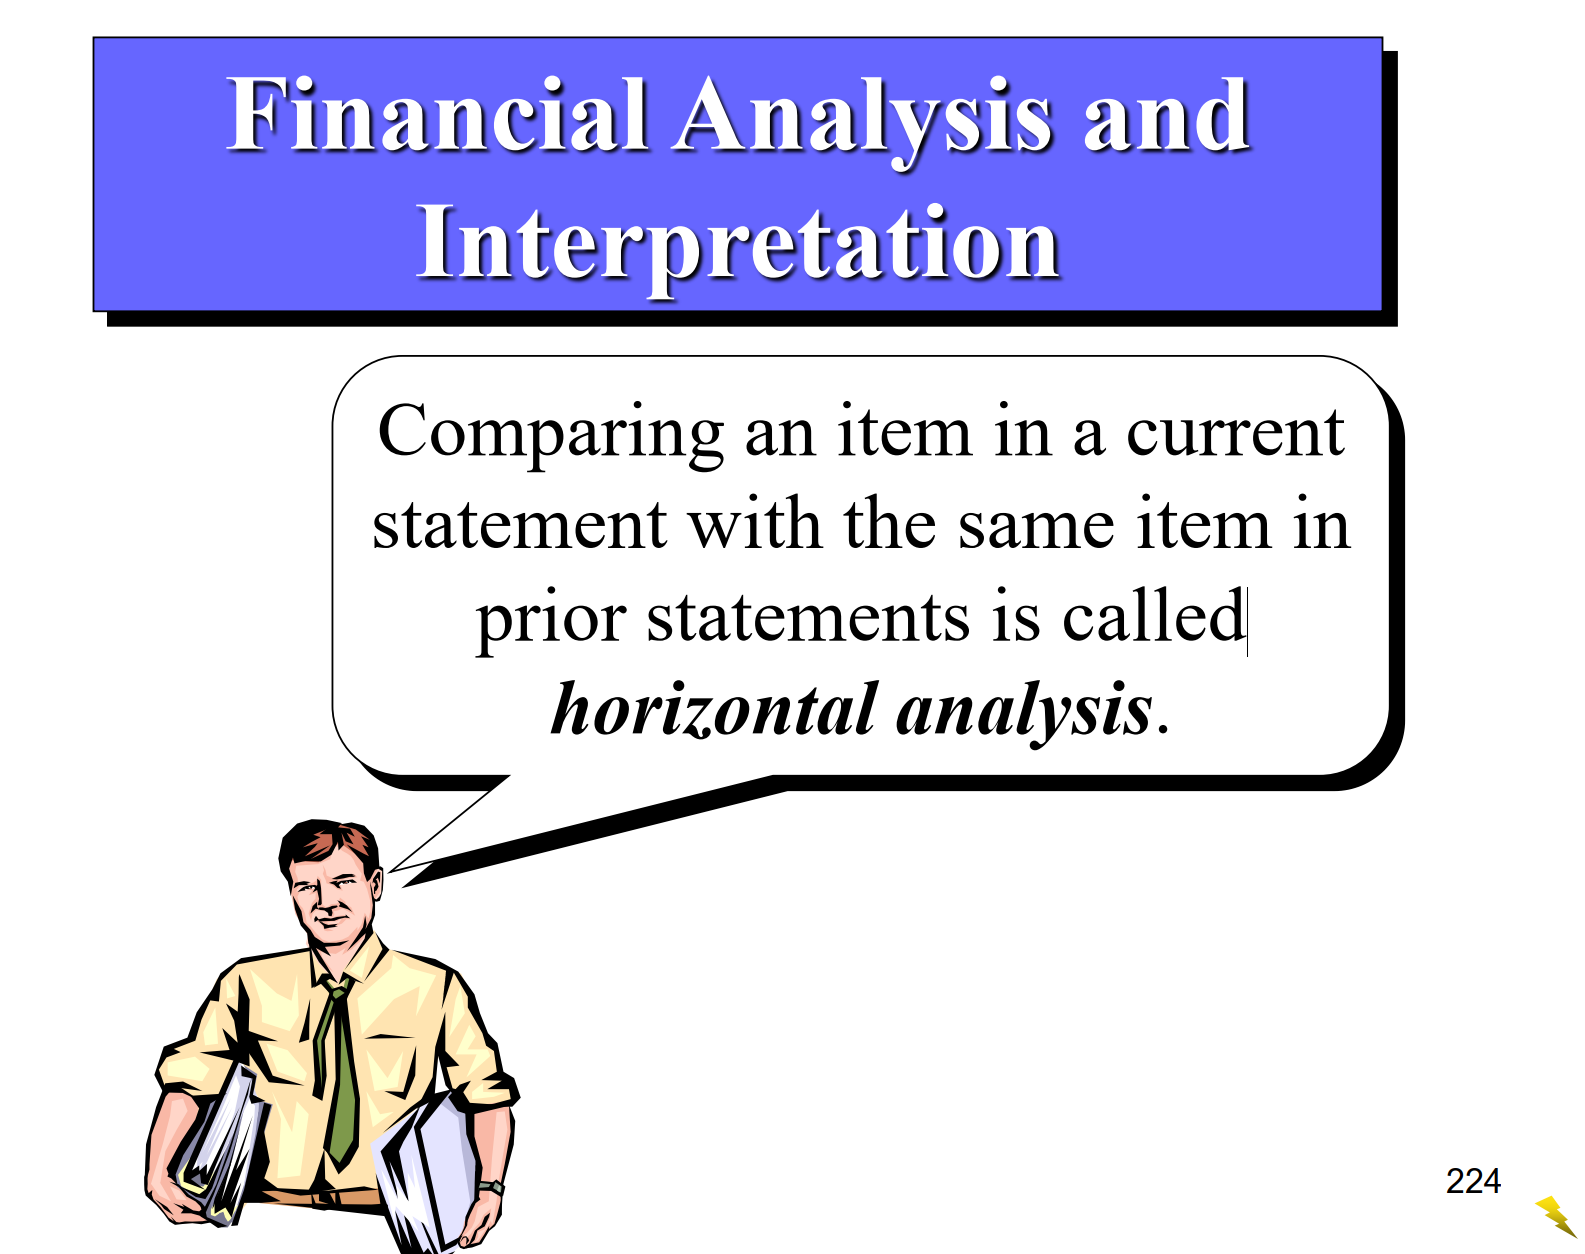 Financial Analysis and
Interpretation
Comparing an item in a current
statement with the same item in
prior statements is called
horizontal analysis.
224